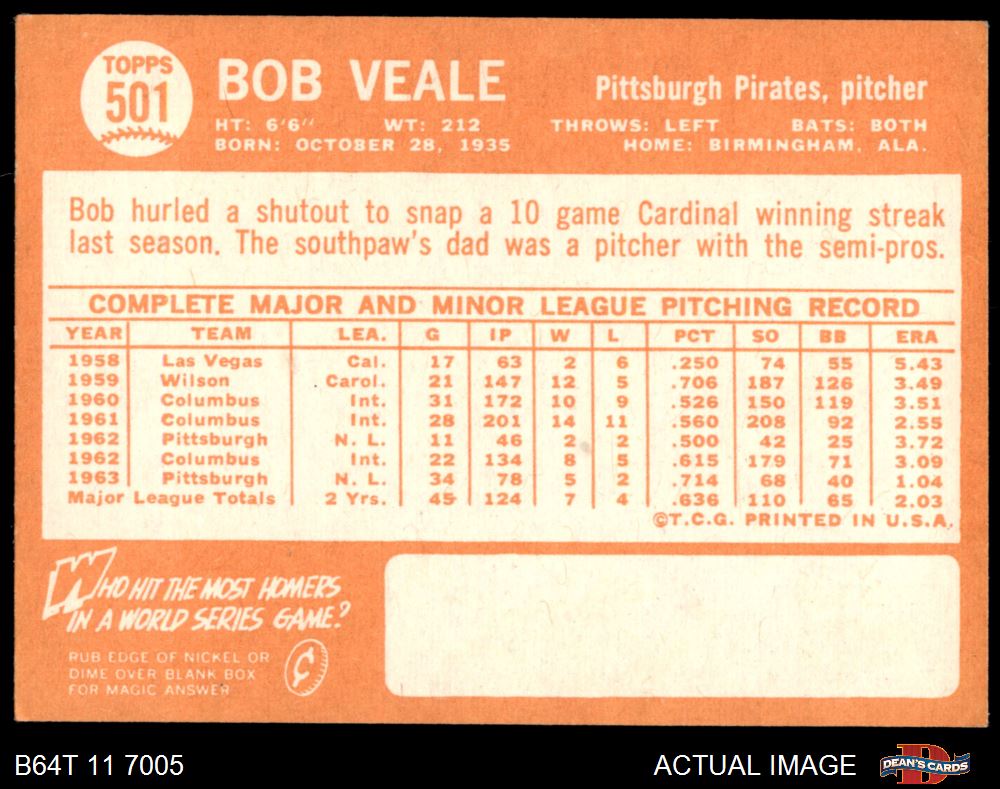 TOPPS
501
BOB VEALE
Pittsburgh Pirates, pitcher
HT: 6'6" WT: 212 THROWS: LEFT BATS: BOTH
BORN: OCTOBER 28, 1935 HOME: BIRMINGHAM, ALA.
Bob hurled a shutout to snap a 10 game Cardinal winning streak
last season. The southpaw's dad was a pitcher with the semi-pros.
COMPLETE MAJOR AND MINOR LEAGUE PITCHING RECORD
YEAR TEAM LEA. G IP W L PCT SO BB ERA
1958 Las Vegas Cal. 17 63 2 6 .250 74 55 5.43
1959 Wilson Carol. 21 147 12 5 .706 187 126 3.49
1960 Columbus Int. 31 172 10 9 .526 150 119 3.51
1961 Columbus Int. 28 201 14 11 .560 208 92 2.55
1962 Pittsburgh N. L. 11 46 2 2 .500 42 25 3.72
1962 Columbus Int. 22 134 8 5 .615 179 71 3.09
1963 Pittsburgh N. L. 34 78 5 2 .714 68 40 1.04
Major League Totals 2 Yrs. 45 124 7 4 .636 110 65 2.03
©T.C.G. PRINTED IN U.S.A.
WHO HIT THE MOST HOMERS
IN A WORLD SERIES GAME?
RUB EDGE OF NICKEL OR
DIME OVER BLANK BOX
FOR MAGIC ANSWER
¢
B64T 11 7005
ACTUAL IMAGE
D
DEAN'S CARDS